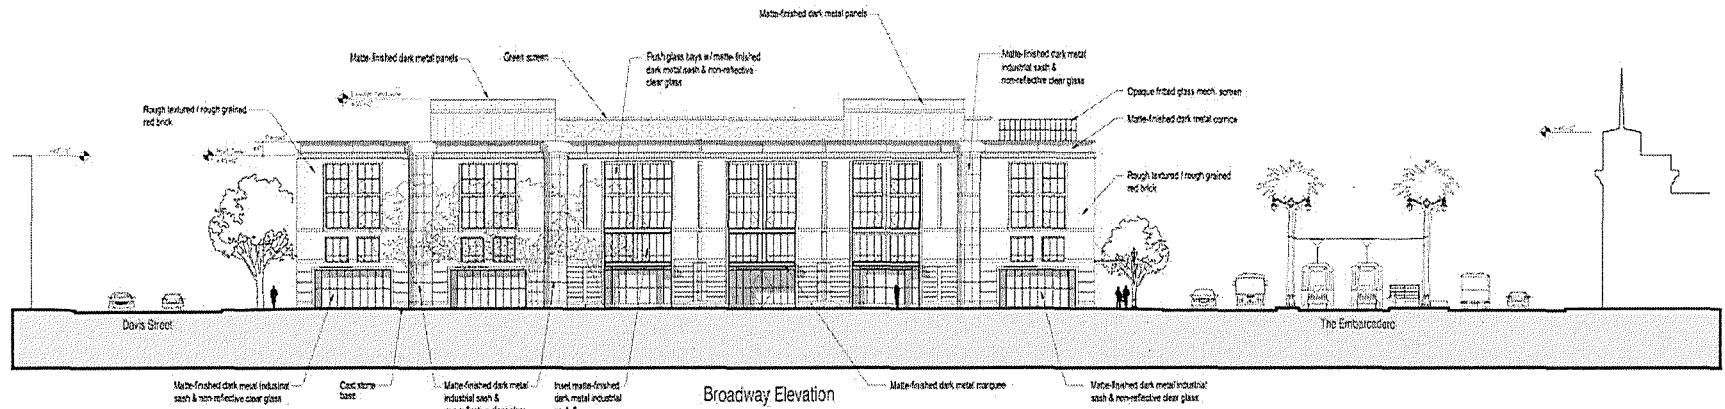 Matte-finished dark metal panels
Matte-finished dark metal panels
Green screen
Flush glass bays w/ matte-finished
dark metal sash & non-reflective
clear glass
Matte-finished dark metal
industrial sash &
non-reflective clear glass
Rough textured / rough grained
red brick
Opaque fritted glass mech. screen
Matte-finished dark metal cornice
Rough textured / rough grained
red brick
Davis Street
The Embarcadero
Matte-finished dark metal industrial
sash & non-reflective clear glass
Cast stone
base
Matte-finished dark metal
industrial sash &
Inset matte-finished
dark metal industrial
Broadway Elevation
Matte-finished dark metal marquee
Matte-finished dark metal industrial
sash & non-reflective clear glass